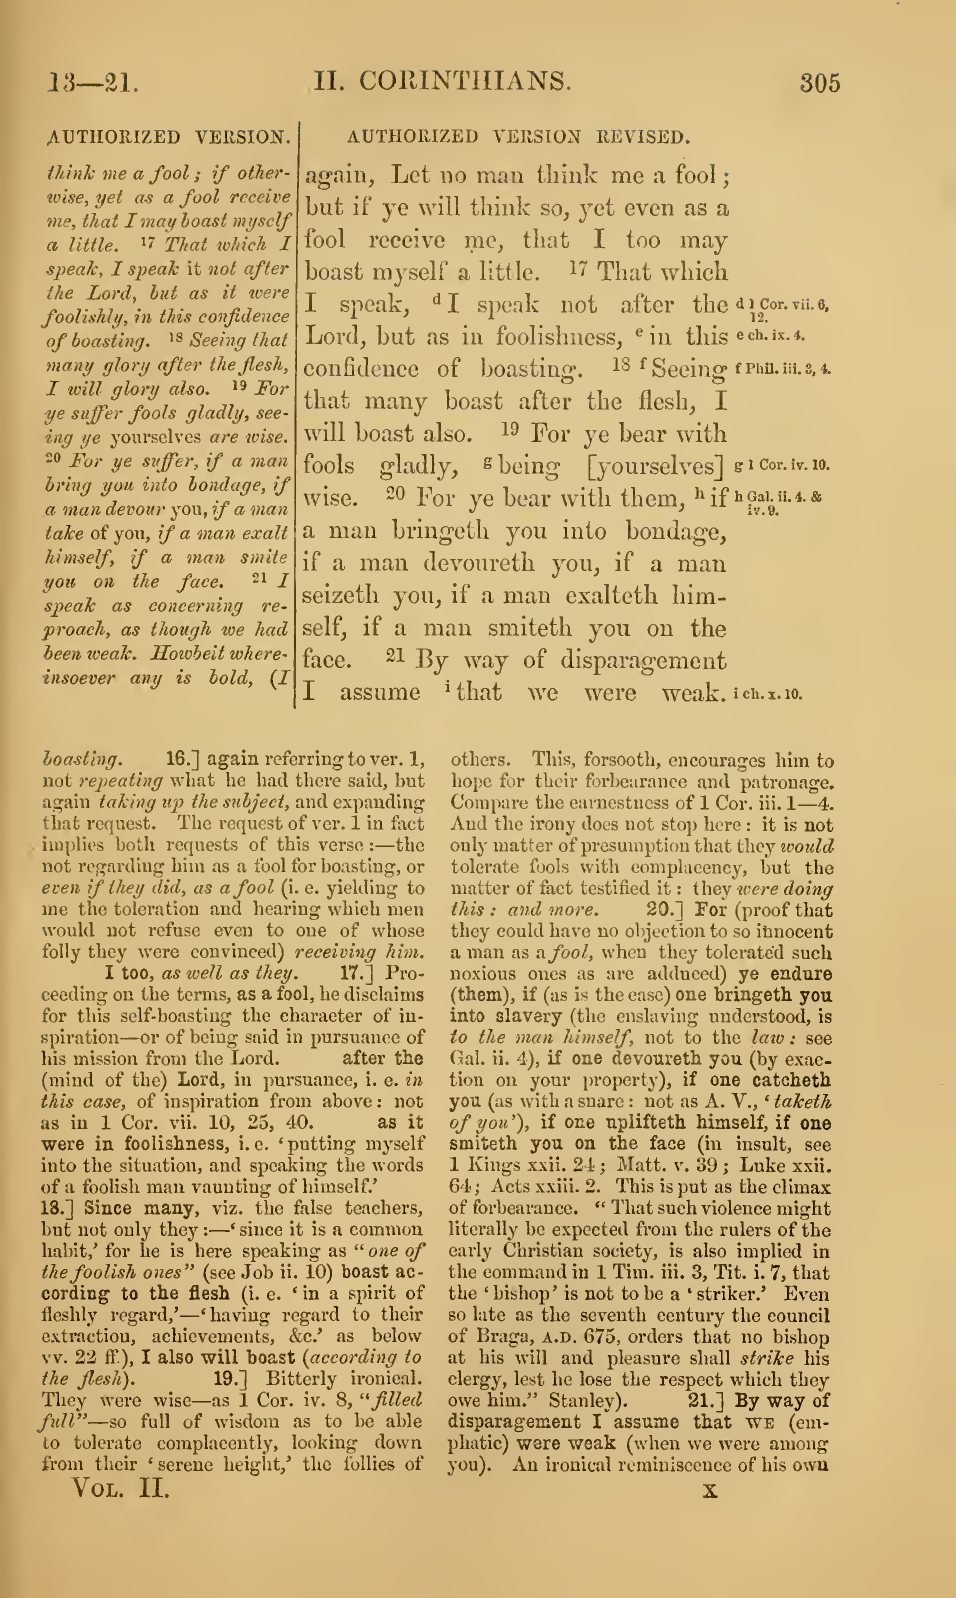 13—21.
II. CORINTHIANS.
305
AUTHORIZED VERSION.
think me a fool; if other-
wise, yet as a fool receive
me, that I may boast myself
a little. 17 That which I
speak, I speak it not after
the Lord, but as it were
foolishly, in this confidence
of boasting. 18 Seeing that
many glory after the flesh,
I will glory also. 19 For
ye suffer fools gladly, see-
ing ye yourselves are wise.
20 For ye suffer, if a man
bring you into bondage, if
a man devour you, if a man
take of you, if a man exalt
himself, if a man smite
you on the face. 21 I
speak as concerning re-
proach, as though we had
been weak. Howbeit where-
insoever any is bold, (I
AUTHORIZED VERSION REVISED.
again, Let no man think me a fool;
but if ye will think so, yet even as a
fool receive me, that I too may
boast myself a little. 17 That which
I speak, d I speak not after the
Lord, but as in foolishness, e in this
confidence of boasting. 18 f Seeing
that many boast after the flesh, I
will boast also. 19 For ye bear with
fools gladly, g being [yourselves]
wise. 20 For ye bear with them, h if
a man bringeth you into bondage,
if a man devoureth you, if a man
seizeth you, if a man exalteth him-
self, if a man smiteth you on the
face. 21 By way of disparagement
I assume i that we were weak.
d 1 Cor. vii. 6,
12.
e ch. ix. 4.
f Phil. iii. 3, 4.
g 1 Cor. iv. 10.
h Gal. ii. 4. &
iv. 9.
i ch. x. 10.
boasting. 16.] again referring to ver. 1,
not repeating what he had there said, but
again taking up the subject, and expanding
that request. The request of ver. 1 in fact
implies both requests of this verse:—the
not regarding him as a fool for boasting, or
even if they did, as a fool (i. e. yielding to
me the toleration and hearing which men
would not refuse even to one of whose
folly they were convinced) receiving him.
I too, as well as they. 17.] Pro-
ceeding on the terms, as a fool, he disclaims
for this self-boasting the character of in-
spiration—or of being said in pursuance of
his mission from the Lord. after the
(mind of the) Lord, in pursuance, i. e. in
this case, of inspiration from above: not
as in 1 Cor. vii. 10, 25, 40. as it
were in foolishness, i. e. ‘putting myself
into the situation, and speaking the words
of a foolish man vaunting of himself.’
18.] Since many, viz. the false teachers,
but not only they:—‘since it is a common
habit,’ for he is here speaking as “one of
the foolish ones” (see Job ii. 10) boast ac-
cording to the flesh (i. e. ‘in a spirit of
fleshly regard,’—‘having regard to their
extraction, achievements, &c.’ as below
vv. 22 ff.), I also will boast (according to
the flesh). 19.] Bitterly ironical.
They were wise—as 1 Cor. iv. 8, “filled
full”—so full of wisdom as to be able
to tolerate complacently, looking down
from their ‘serene height,’ the follies of
others. This, forsooth, encourages him to
hope for their forbearance and patronage.
Compare the earnestness of 1 Cor. iii. 1—4.
And the irony does not stop here: it is not
only matter of presumption that they would
tolerate fools with complacency, but the
matter of fact testified it: they were doing
this: and more. 20.] For (proof that
they could have no objection to so innocent
a man as a fool, when they tolerated such
noxious ones as are adduced) ye endure
(them), if (as is the case) one bringeth you
into slavery (the enslaving understood, is
to the man himself, not to the law: see
Gal. ii. 4), if one devoureth you (by exac-
tion on your property), if one catcheth
you (as with a snare: not as A. V., ‘taketh
of you’), if one uplifteth himself, if one
smiteth you on the face (in insult, see
1 Kings xxii. 24; Matt. v. 39; Luke xxii.
64; Acts xxiii. 2. This is put as the climax
of forbearance. “That such violence might
literally be expected from the rulers of the
early Christian society, is also implied in
the command in 1 Tim. iii. 3, Tit. i. 7, that
the ‘bishop’ is not to be a ‘striker.’ Even
so late as the seventh century the council
of Braga, A.D. 675, orders that no bishop
at his will and pleasure shall strike his
clergy, lest he lose the respect which they
owe him.” Stanley). 21.] By way of
disparagement I assume that WE (em-
phatic) were weak (when we were among
you). An ironical reminiscence of his own
VOL. II.
X